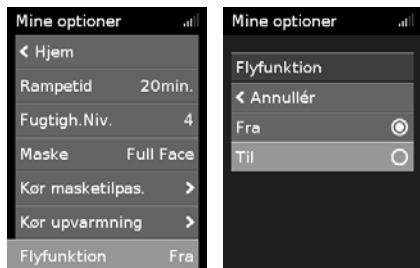 Mine optioner
< Hjem
Rampetid 20min.
Fugtigh.Niv. 4
Maske Full Face
Kør masketilpas. >
Kør upvarmning >
Flyfunktion Fra
Mine optioner
Flyfunktion
< Annullér
Fra
Til